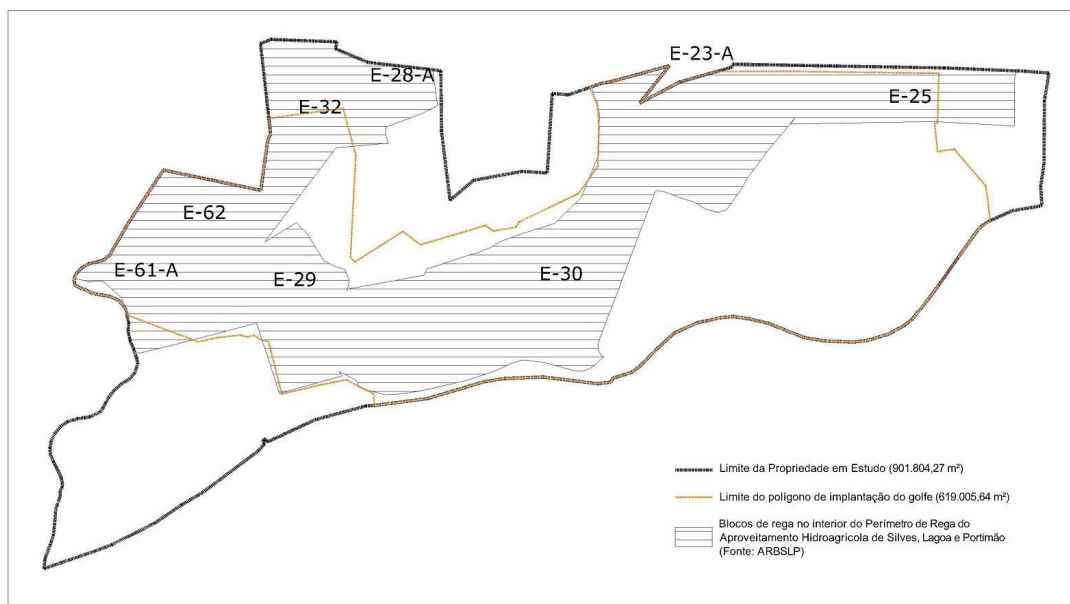 E-23-A
E-28-A
E-25
E-32
E-62
E-61-A
E-29
E-30
Limite da Propriedade em Estudo (901.804,27 m²)
Limite do polígono de implantação do golfe (619.005,64 m²)
Blocos de rega no interior do Perímetro de Rega do
Aproveitamento Hidroagrícola de Silves, Lagoa e Portimão
(Fonte: ARBSLP)